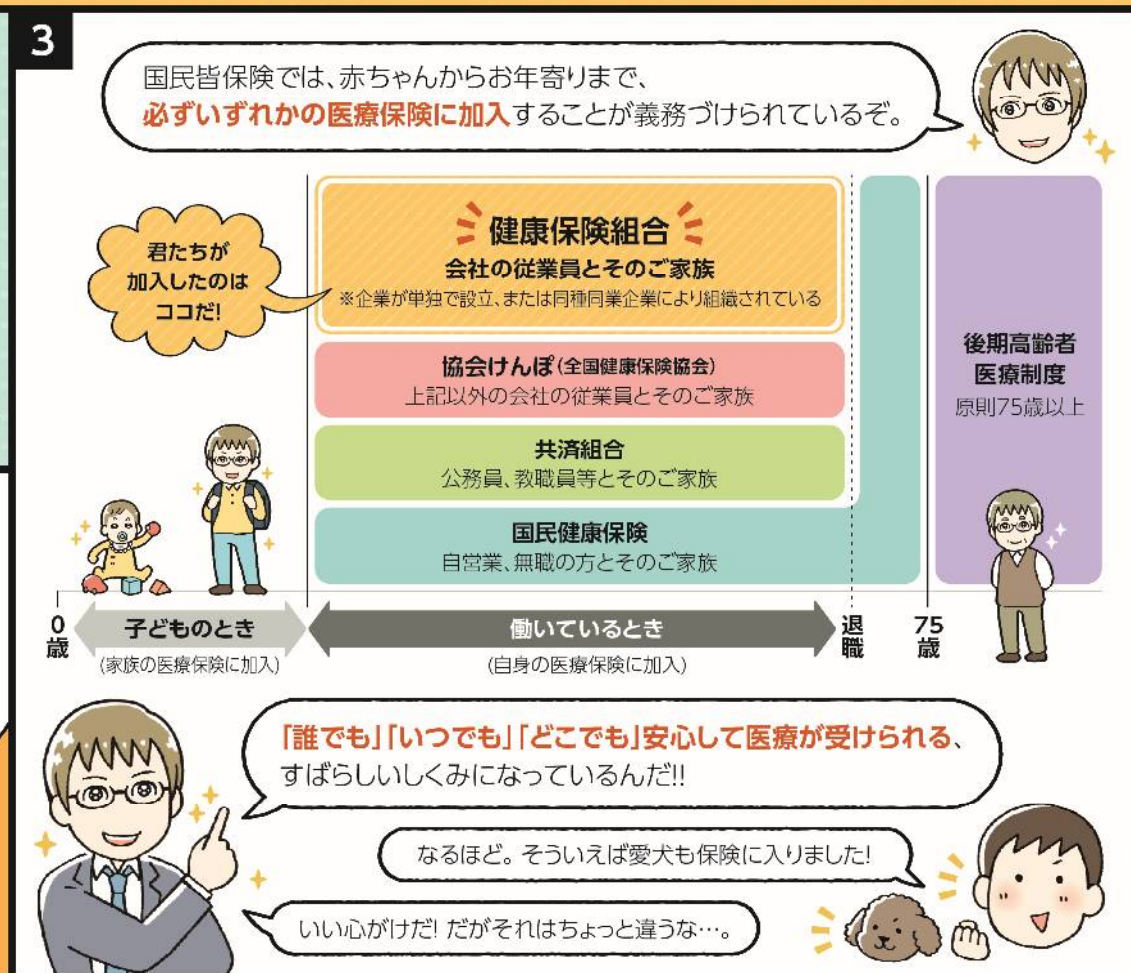 3
国民皆保険では、赤ちゃんからお年寄りまで、
必ずいずれかの医療保険に加入することが義務づけられているぞ。
君たちが
加入したのは
ココだ!
健康保険組合
会社の従業員とそのご家族
※企業が単独で設立、または同種同業企業により組織されている
協会けんぽ(全国健康保険協会)
上記以外の会社の従業員とそのご家族
共済組合
公務員、教職員等とそのご家族
国民健康保険
自営業、無職の方とそのご家族
後期高齢者
医療制度
原則75歳以上
0歳
子どものとき
(家族の医療保険に加入)
働いているとき
(自身の医療保険に加入)
退職
75歳
「誰でも」「いつでも」「どこでも」安心して医療が受けられる、
すばらしいしくみになっているんだ!!
なるほど。そういえば愛犬も保険に入りました!
いい心がけだ! だがそれはちょっと違うな…。